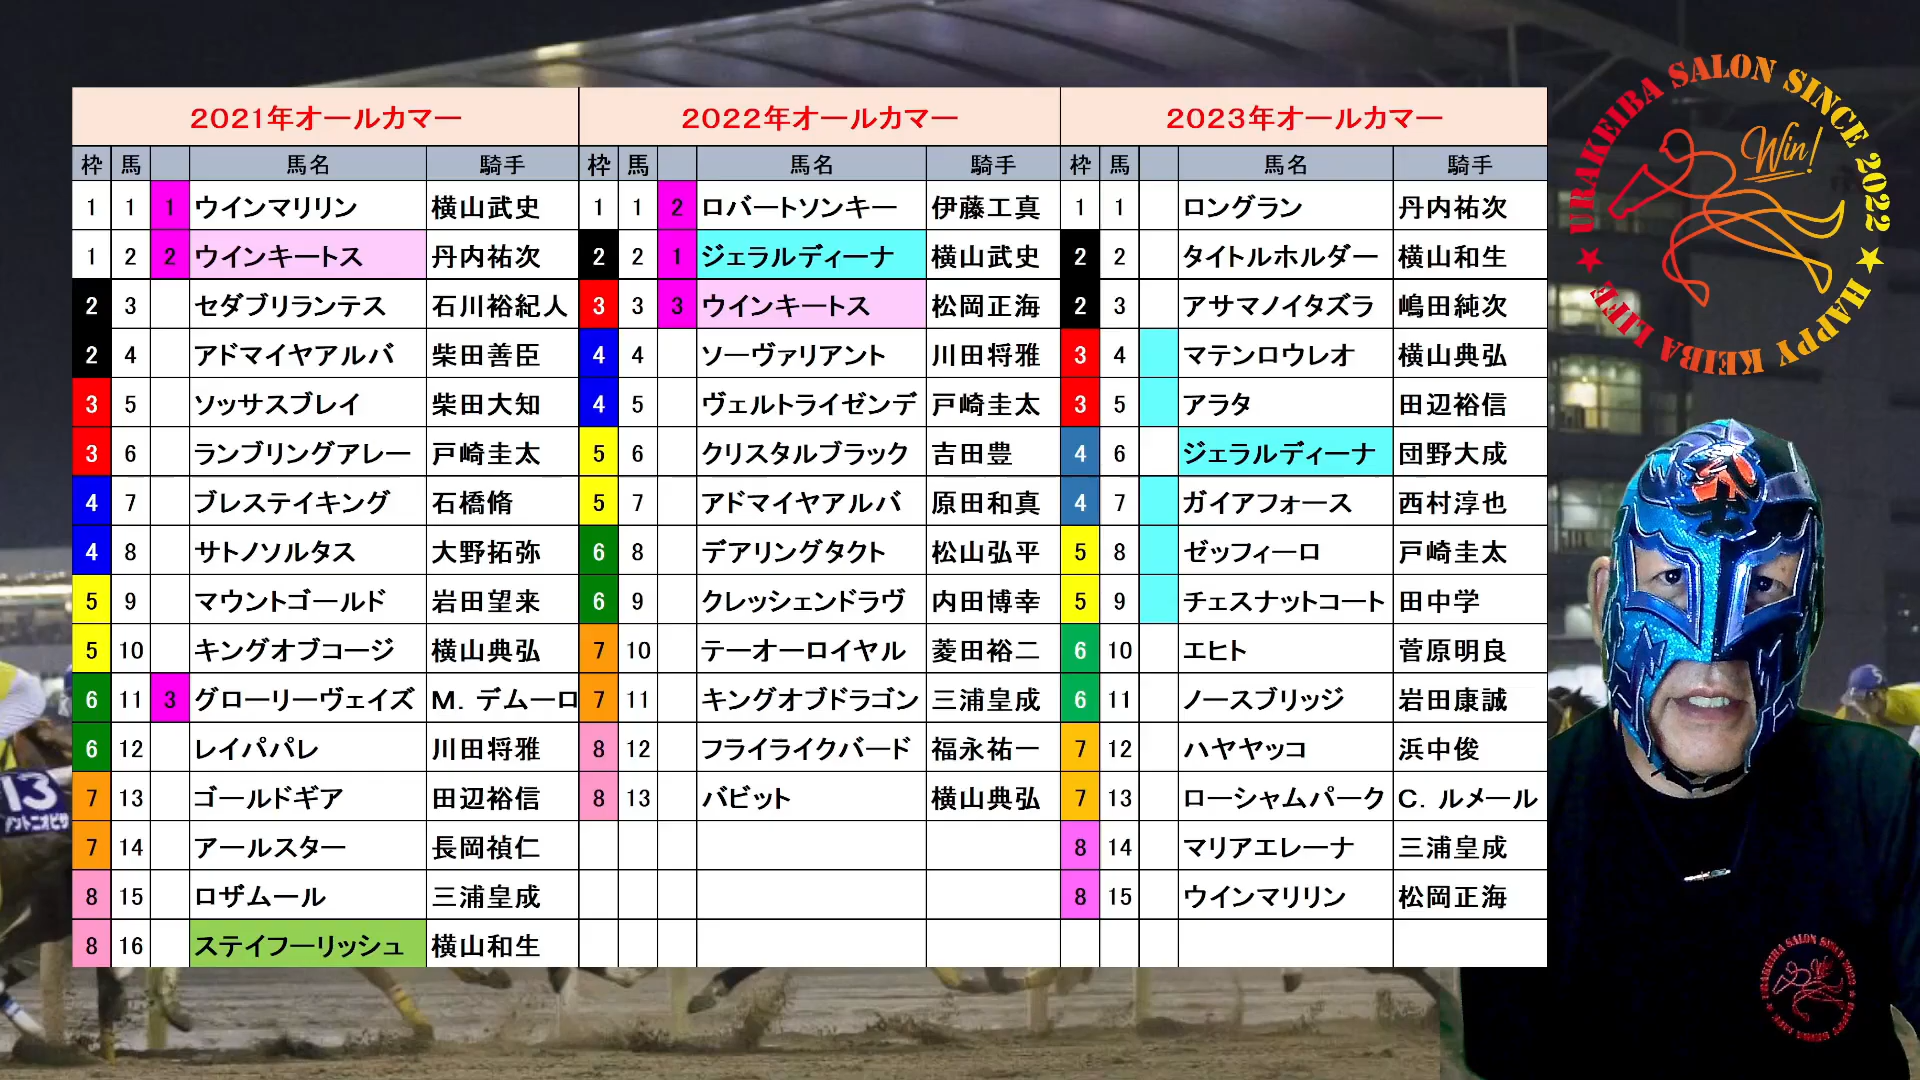 2021年オールカマー 2022年オールカマー 2023年オールカマー
枠 馬 馬名 騎手 枠 馬 馬名 騎手 枠 馬 馬名 騎手
1 1 1 ウインマリリン 横山武史 1 1 2 ロバートソンキー 伊藤工真 1 1 ロングラン 丹内祐次
1 2 2 ウインキートス 丹内祐次 2 2 1 ジェラルディーナ 横山武史 2 2 タイトルホルダー 横山和生
2 3 セダブリランテス 石川裕紀人 3 3 3 ウインキートス 松岡正海 2 3 アサマノイタズラ 嶋田純次
2 4 アドマイヤアルバ 柴田善臣 4 4 ソーヴァリアント 川田将雅 3 4 マテンロウレオ 横山典弘
3 5 ソッサスブレイ 柴田大知 4 5 ヴェルトライゼンデ 戸崎圭太 3 5 アラタ 田辺裕信
3 6 ランブリングアレー 戸崎圭太 5 6 クリスタルブラック 吉田豊 4 6 ジェラルディーナ 団野大成
4 7 ブレステイキング 石橋脩 5 7 アドマイヤアルバ 原田和真 4 7 ガイアフォース 西村淳也
4 8 サトノソルタス 大野拓弥 6 8 デアリングタクト 松山弘平 5 8 ゼッフィーロ 戸崎圭太
5 9 マウントゴールド 岩田望来 6 9 クレッシェンドラヴ 内田博幸 5 9 チェスナットコート 田中学
5 10 キングオブコージ 横山典弘 7 10 テーオーロイヤル 菱田裕二 6 10 エヒト 菅原明良
6 11 3 グローリーヴェイズ M. デムーロ 7 11 キングオブドラゴン 三浦皇成 6 11 ノースブリッジ 岩田康誠
6 12 レイパパレ 川田将雅 8 12 フライライクバード 福永祐一 7 12 ハヤヤッコ 浜中俊
7 13 ゴールドギア 田辺裕信 8 13 バビット 横山典弘 7 13 ローシャムパーク C. ルメール
7 14 アールスター 長岡禎仁 8 14 マリアエレーナ 三浦皇成
8 15 ロザムール 三浦皇成 8 15 ウインマリリン 松岡正海
8 16 ステイフーリッシュ 横山和生
URAKEIBA SALON SINCE 2022 ★ HAPPY KEIBA LIFE ★
Win!
13